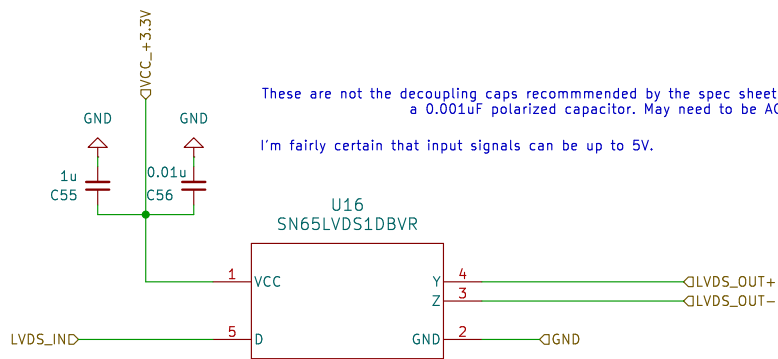 VCC_+3.3V
These are not the decoupling caps recommmended by the spec sheet
a 0.001uF polarized capacitor. May need to be
GND
GND
I'm fairly certain that input signals can be up to 5V.
1u
C55
0.01u
C56
U16
SN65LVDS1DBVR
1
VCC
Y
4
LVDS_OUT+
Z
3
LVDS_OUT-
LVDS_IN
5
D
GND
2
GND